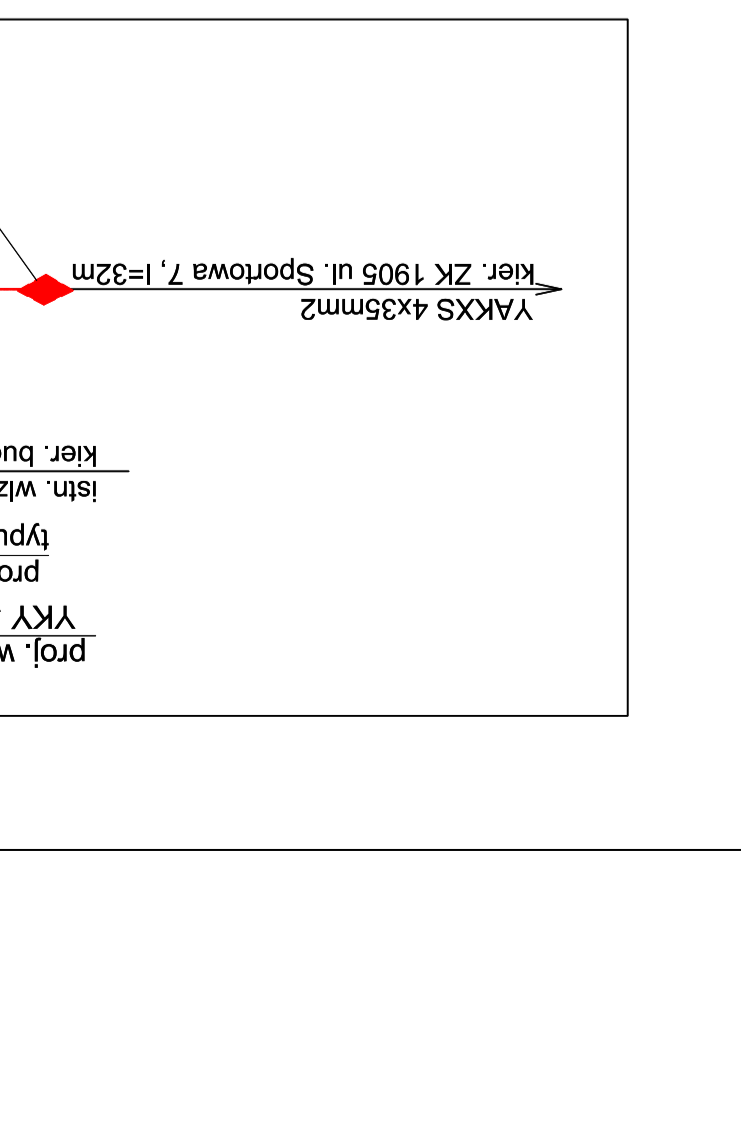 proj. w
YKY
pro
typu
istn. wlz
kier. bu
YAKXS 4x35mm2
kier. ZK 1905 ul. Sportowa 7, l=32m